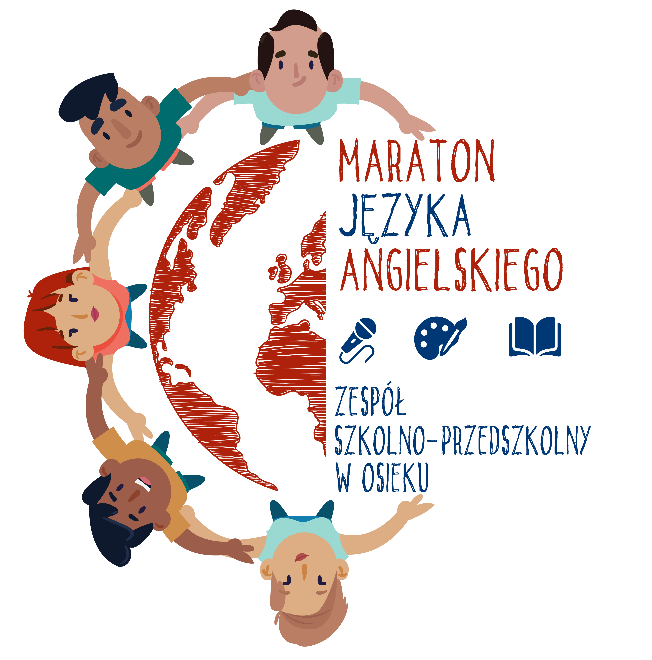 MARATON
JĘZYKA
ANGIELSKIEGO
ZESPÓŁ
SZKOLNO-PRZEDSZKOLNY
W OSIEKU